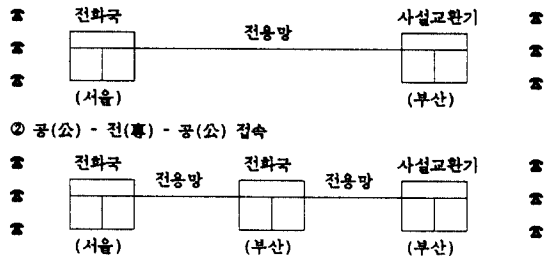 전화국 전용망 사설교환기
(서울) (부산)
② 공(公) - 전(專) - 공(公) 접속
전화국 전용망 전화국 전용망 사설교환기
(서울) (부산) (부산)